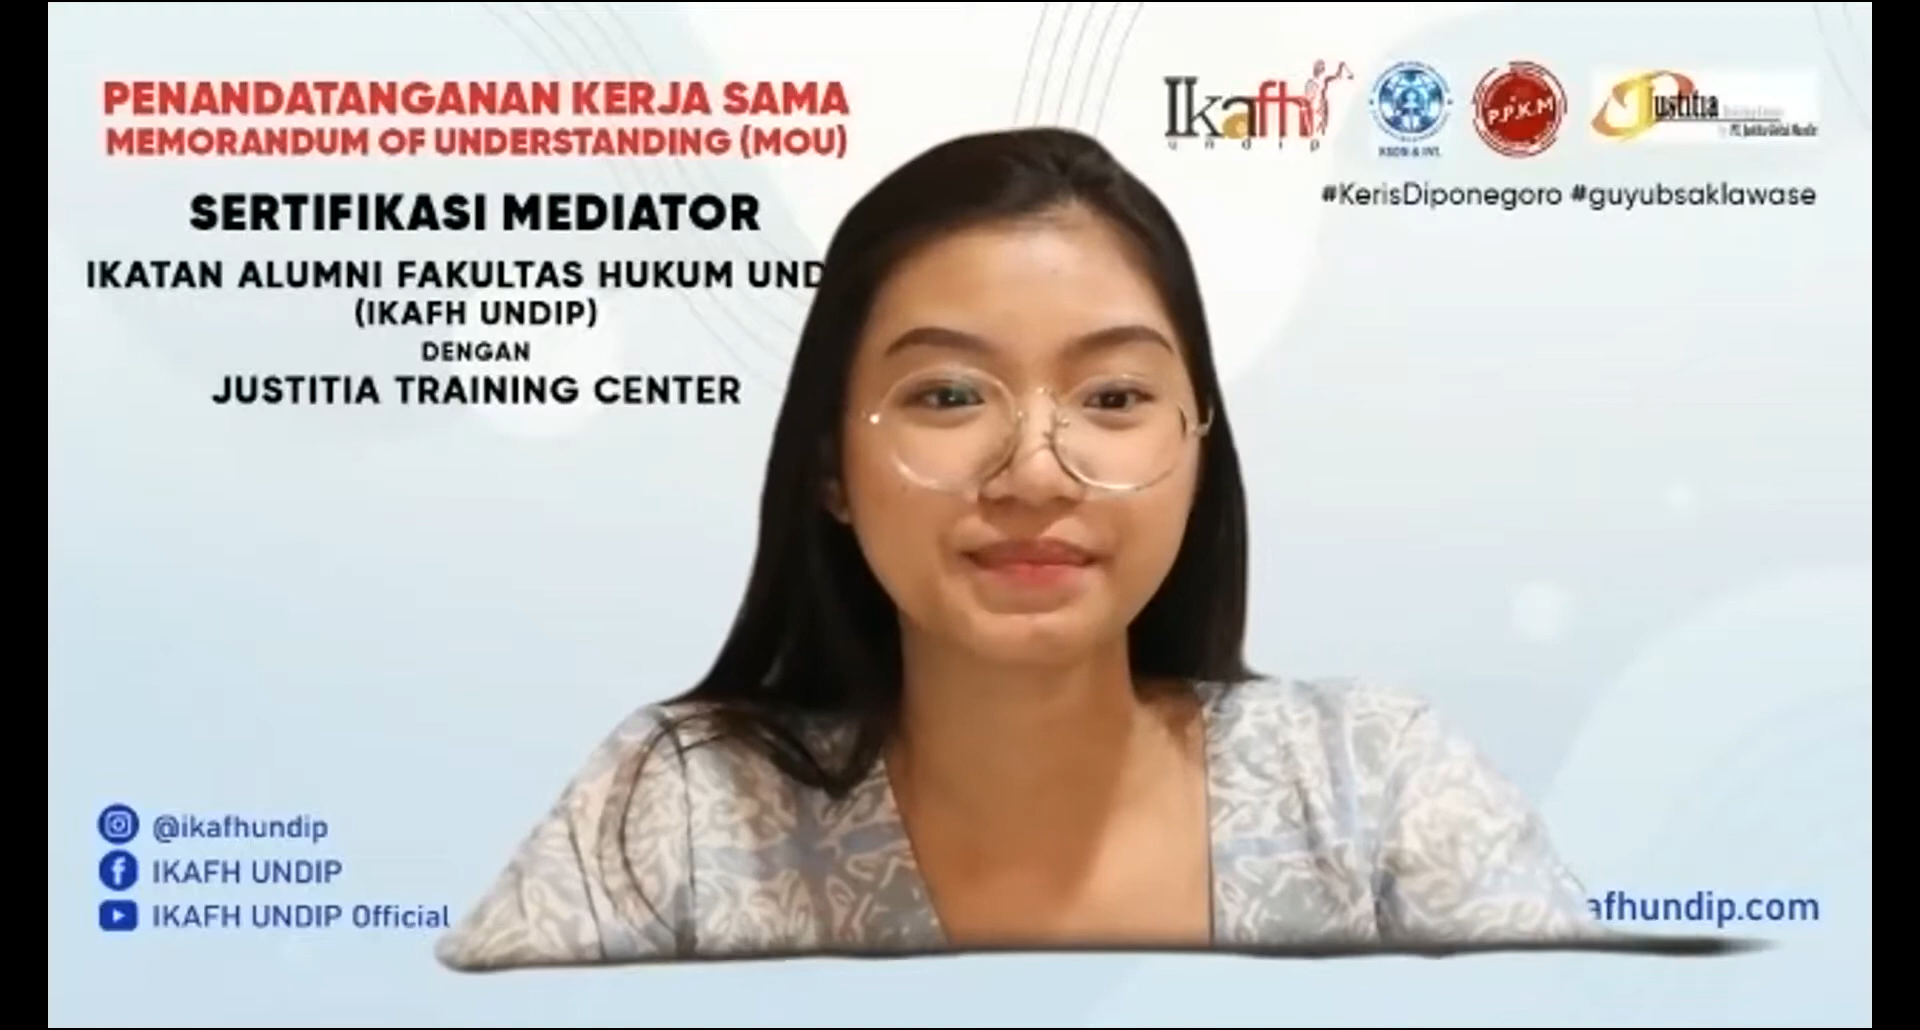 PENANDATANGANAN KERJA SAMA
MEMORANDUM OF UNDERSTANDING (MOU)
SERTIFIKASI MEDIATOR
IKATAN ALUMNI FAKULTAS HUKUM UND
(IKAFH UNDIP)
DENGAN
JUSTITIA TRAINING CENTER
Ikafh
undip
P.P.K.M
Justitia
#KerisDiponegoro #guyubsaklawase
@ikafhundip
IKAFH UNDIP
IKAFH UNDIP Official
afhundip.com